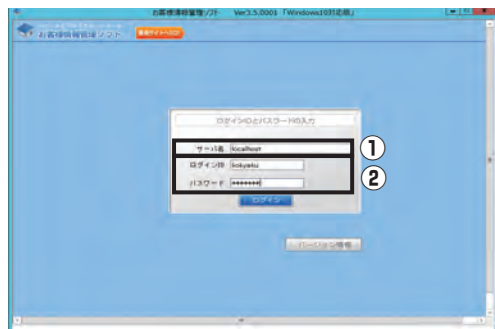 お客様情報管理ソフト Ver3.5.0001 「Windows10対応版」
お客様情報管理ソフト
ログインIDとパスワードの入力
サーバ名 localhost ①
ログインID
パスワード ******* ②
ログイン
バージョン情報